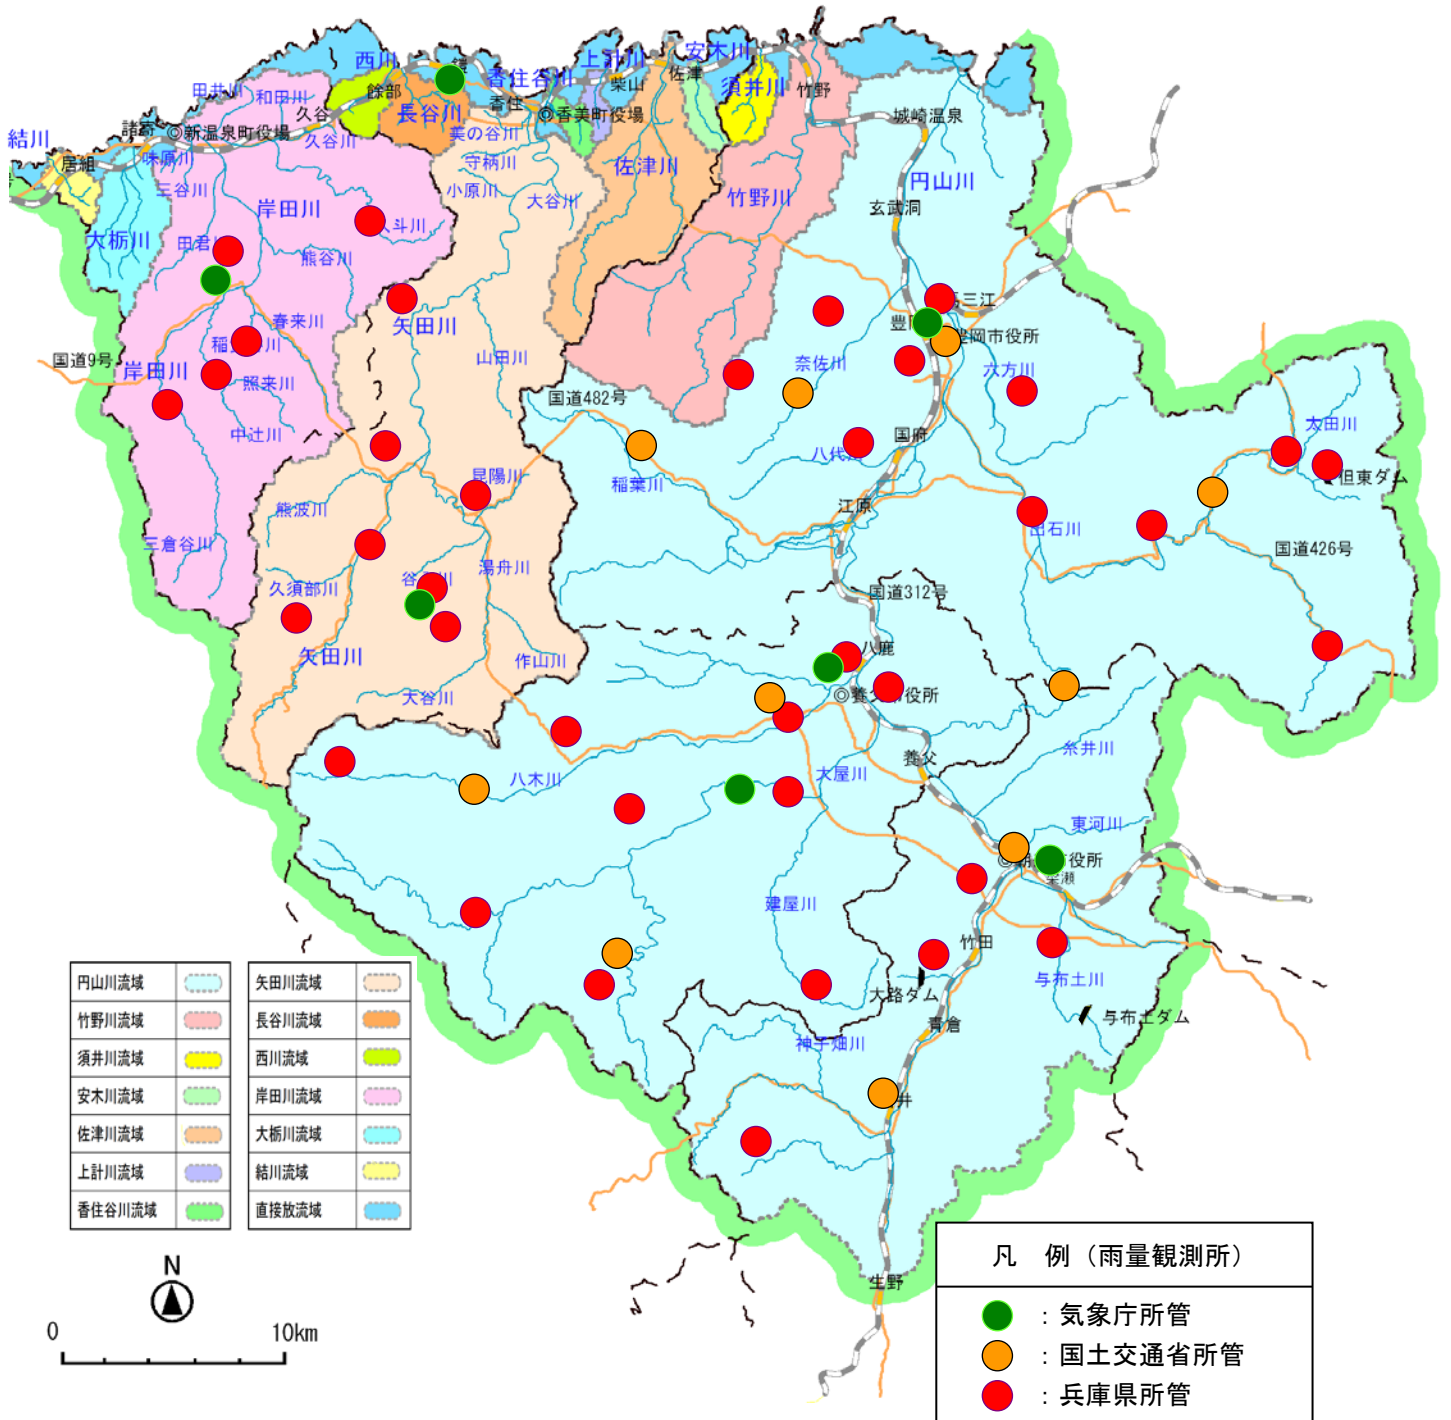 西川
鎧
上計川
安木川
香住谷川
佐津
須井川
田井川
和田川
餘部
柴山
竹野
久谷
長谷川
香住
◎香美町役場
城崎温泉
結川
諸寄
◎新温泉町役場
久谷川
美の谷川
居組
味原川
守柄川
佐津川
三谷川
小原川
大谷川
竹野川
円山川
岸田川
玄武洞
大栃川
田君川
熊谷川
三江
春来川
矢田川
豊岡市役所
国道9号
岸田川
照来川
山田川
奈佐川
六方川
国道482号
中辻川
太田川
国府
八代川
昆陽川
稲葉川
但東ダム
熊波川
江原
出石川
三倉谷川
国道426号
湯舟川
久須部川
国道312号
矢田川
作山川
八鹿
大谷川
◎養父市役所
養父
糸井川
八木川
大屋川
東河川
◎朝来市役所
梁瀬
建屋川
竹田
与布土川
大路ダム
青倉
与布土ダム
神子畑川
井
生野
円山川流域
矢田川流域
竹野川流域
長谷川流域
須井川流域
西川流域
安木川流域
岸田川流域
佐津川流域
大栃川流域
上計川流域
結川流域
香住谷川流域
直接放流域
N
0 10km
凡 例（雨量観測所）
：気象庁所管
：国土交通省所管
：兵庫県所管